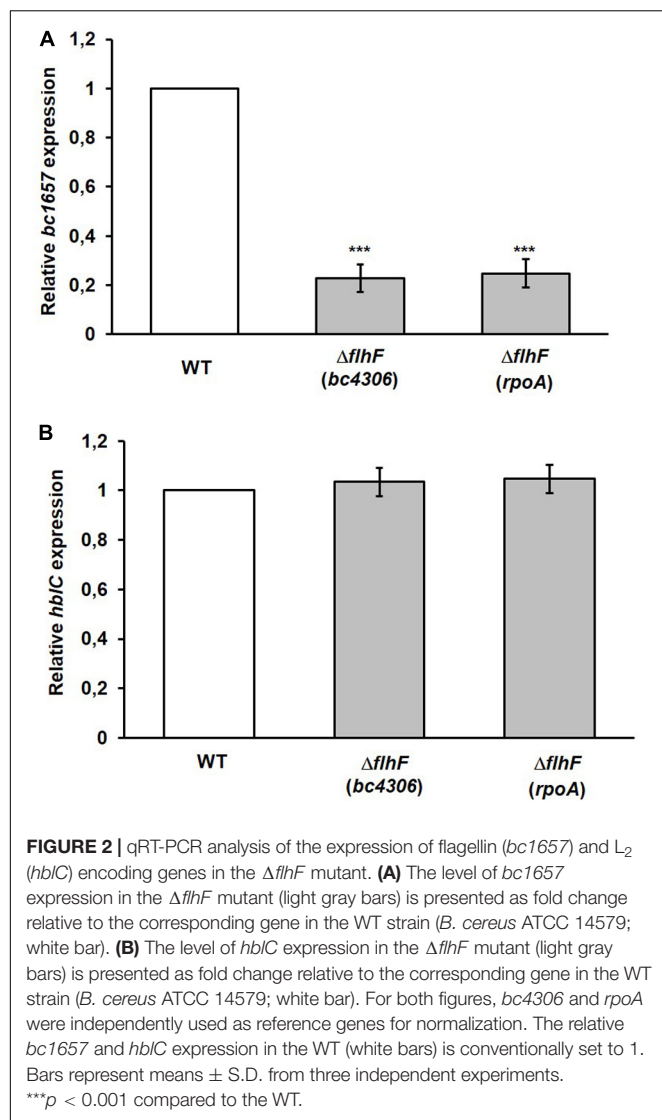 A
Relative bc1657 expression
1,2
1
0,8
0,6
0,4
0,2
0
***
***
WT
ΔflhF
(bc4306)
ΔflhF
(rpoA)
B
Relative hblC expression
1,2
1
0,8
0,6
0,4
0,2
0
WT
ΔflhF
(bc4306)
ΔflhF
(rpoA)
FIGURE 2 | qRT-PCR analysis of the expression of flagellin (bc1657) and L2
(hblC) encoding genes in the ΔflhF mutant. (A) The level of bc1657
expression in the ΔflhF mutant (light gray bars) is presented as fold change
relative to the corresponding gene in the WT strain (B. cereus ATCC 14579;
white bar). (B) The level of hblC expression in the ΔflhF mutant (light gray
bars) is presented as fold change relative to the corresponding gene in the WT
strain (B. cereus ATCC 14579; white bar). For both figures, bc4306 and rpoA
were independently used as reference genes for normalization. The relative
bc1657 and hblC expression in the WT (white bars) is conventionally set to 1.
Bars represent means ± S.D. from three independent experiments.
***p < 0.001 compared to the WT.